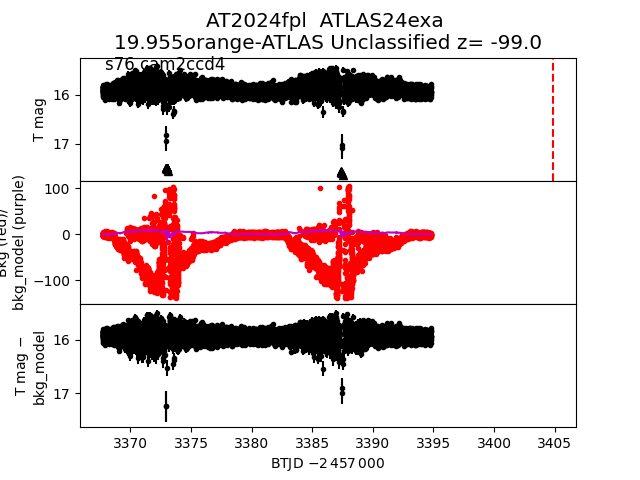 AT2024fpl  ATLAS24exa
19.955orange-ATLAS Unclassified z= -99.0
s76 cam2ccd4
16
17
T mag
100
0
−100
Bkg (red)/
bkg_model (purple)
16
17
T mag −
bkg_model
3370 3375 3380 3385 3390 3395 3400 3405
BTJD −2 457 000